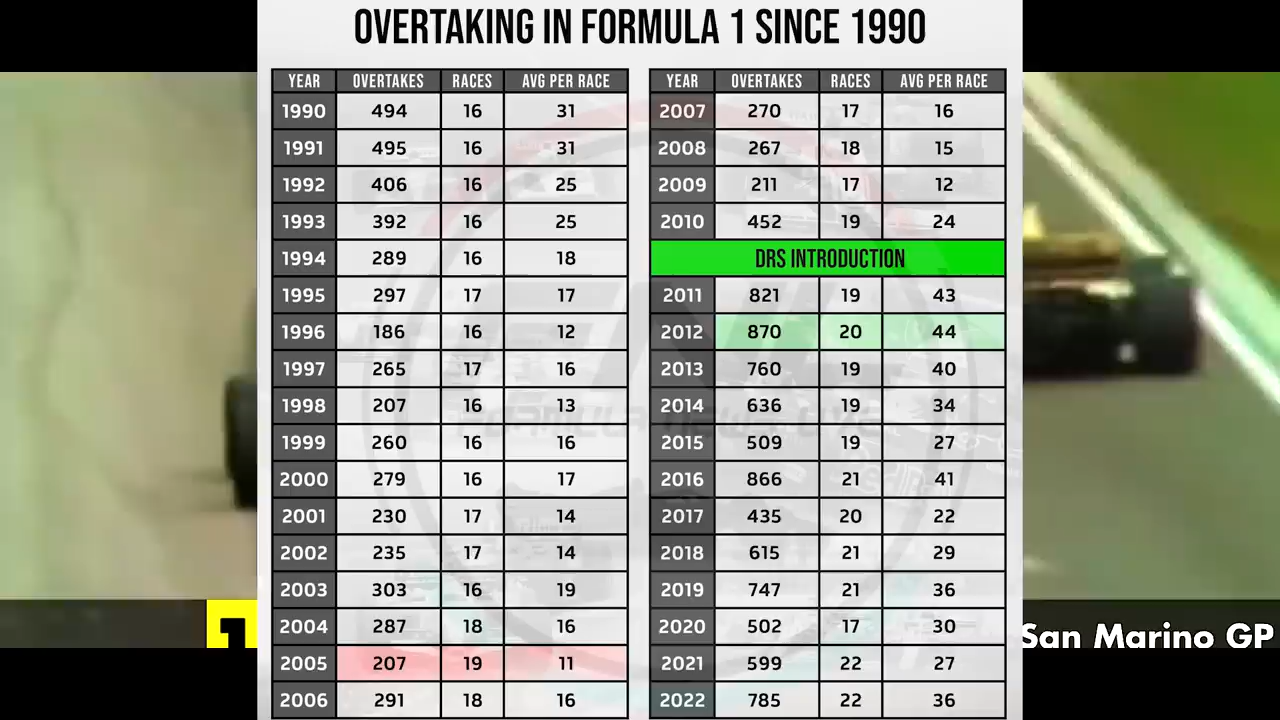 OVERTAKING IN FORMULA 1 SINCE 1990
YEAR OVERTAKES RACES AVG PER RACE
1990 494 16 31
1991 495 16 31
1992 406 16 25
1993 392 16 25
1994 289 16 18
1995 297 17 17
1996 186 16 12
1997 265 17 16
1998 207 16 13
1999 260 16 16
2000 279 16 17
2001 230 17 14
2002 235 17 14
2003 303 16 19
2004 287 18 16
2005 207 19 11
2006 291 18 16
YEAR OVERTAKES RACES AVG PER RACE
2007 270 17 16
2008 267 18 15
2009 211 17 12
2010 452 19 24
DRS INTRODUCTION
2011 821 19 43
2012 870 20 44
2013 760 19 40
2014 636 19 34
2015 509 19 27
2016 866 21 41
2017 435 20 22
2018 615 21 29
2019 747 21 36
2020 502 17 30
2021 599 22 27
2022 785 22 36
FORMULA NEWS LIVE
1
San Marino GP